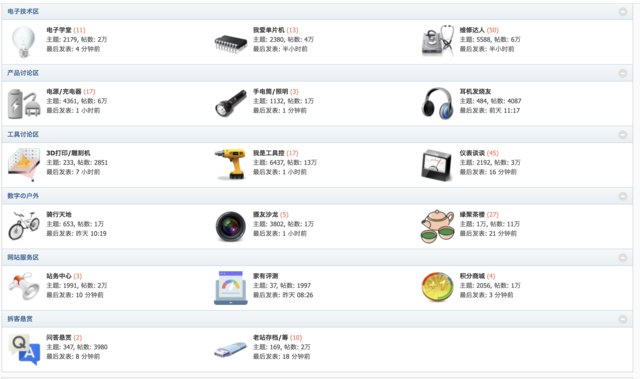 电子技术区
电子学堂 (11)
主题: 2179, 帖数: 2万
最后发表: 4 分钟前
我爱单片机 (13)
主题: 2380, 帖数: 4万
最后发表: 半小时前
维修达人 (50)
主题: 5588, 帖数: 6万
最后发表: 半小时前
产品讨论区
电源/充电器 (17)
主题: 4361, 帖数: 6万
最后发表: 1 小时前
手电筒/照明 (3)
主题: 1132, 帖数: 1万
最后发表: 1 分钟前
耳机发烧友
主题: 484, 帖数: 4087
最后发表: 前天 11:17
工具讨论区
3D打印/雕刻机
主题: 233, 帖数: 2851
最后发表: 7 小时前
我是工具控 (17)
主题: 6437, 帖数: 13万
最后发表: 1 小时前
仪表谈谈 (45)
主题: 2192, 帖数: 3万
最后发表: 16 分钟前
数字の户外
骑行天地
主题: 653, 帖数: 1万
最后发表: 昨天 10:19
摄友沙龙 (5)
主题: 3802, 帖数: 1万
最后发表: 1 小时前
缘聚茶楼 (27)
主题: 1万, 帖数: 11万
最后发表: 21 分钟前
网站服务区
站务中心 (3)
主题: 1991, 帖数: 2万
最后发表: 10 分钟前
家有评测
主题: 37, 帖数: 1997
最后发表: 昨天 08:26
积分商城 (4)
主题: 2056, 帖数: 1万
最后发表: 3 分钟前
拼客悬赏
问答悬赏 (2)
主题: 347, 帖数: 3980
最后发表: 8 分钟前
老站存档/筹 (10)
主题: 169, 帖数: 2万
最后发表: 18 分钟前